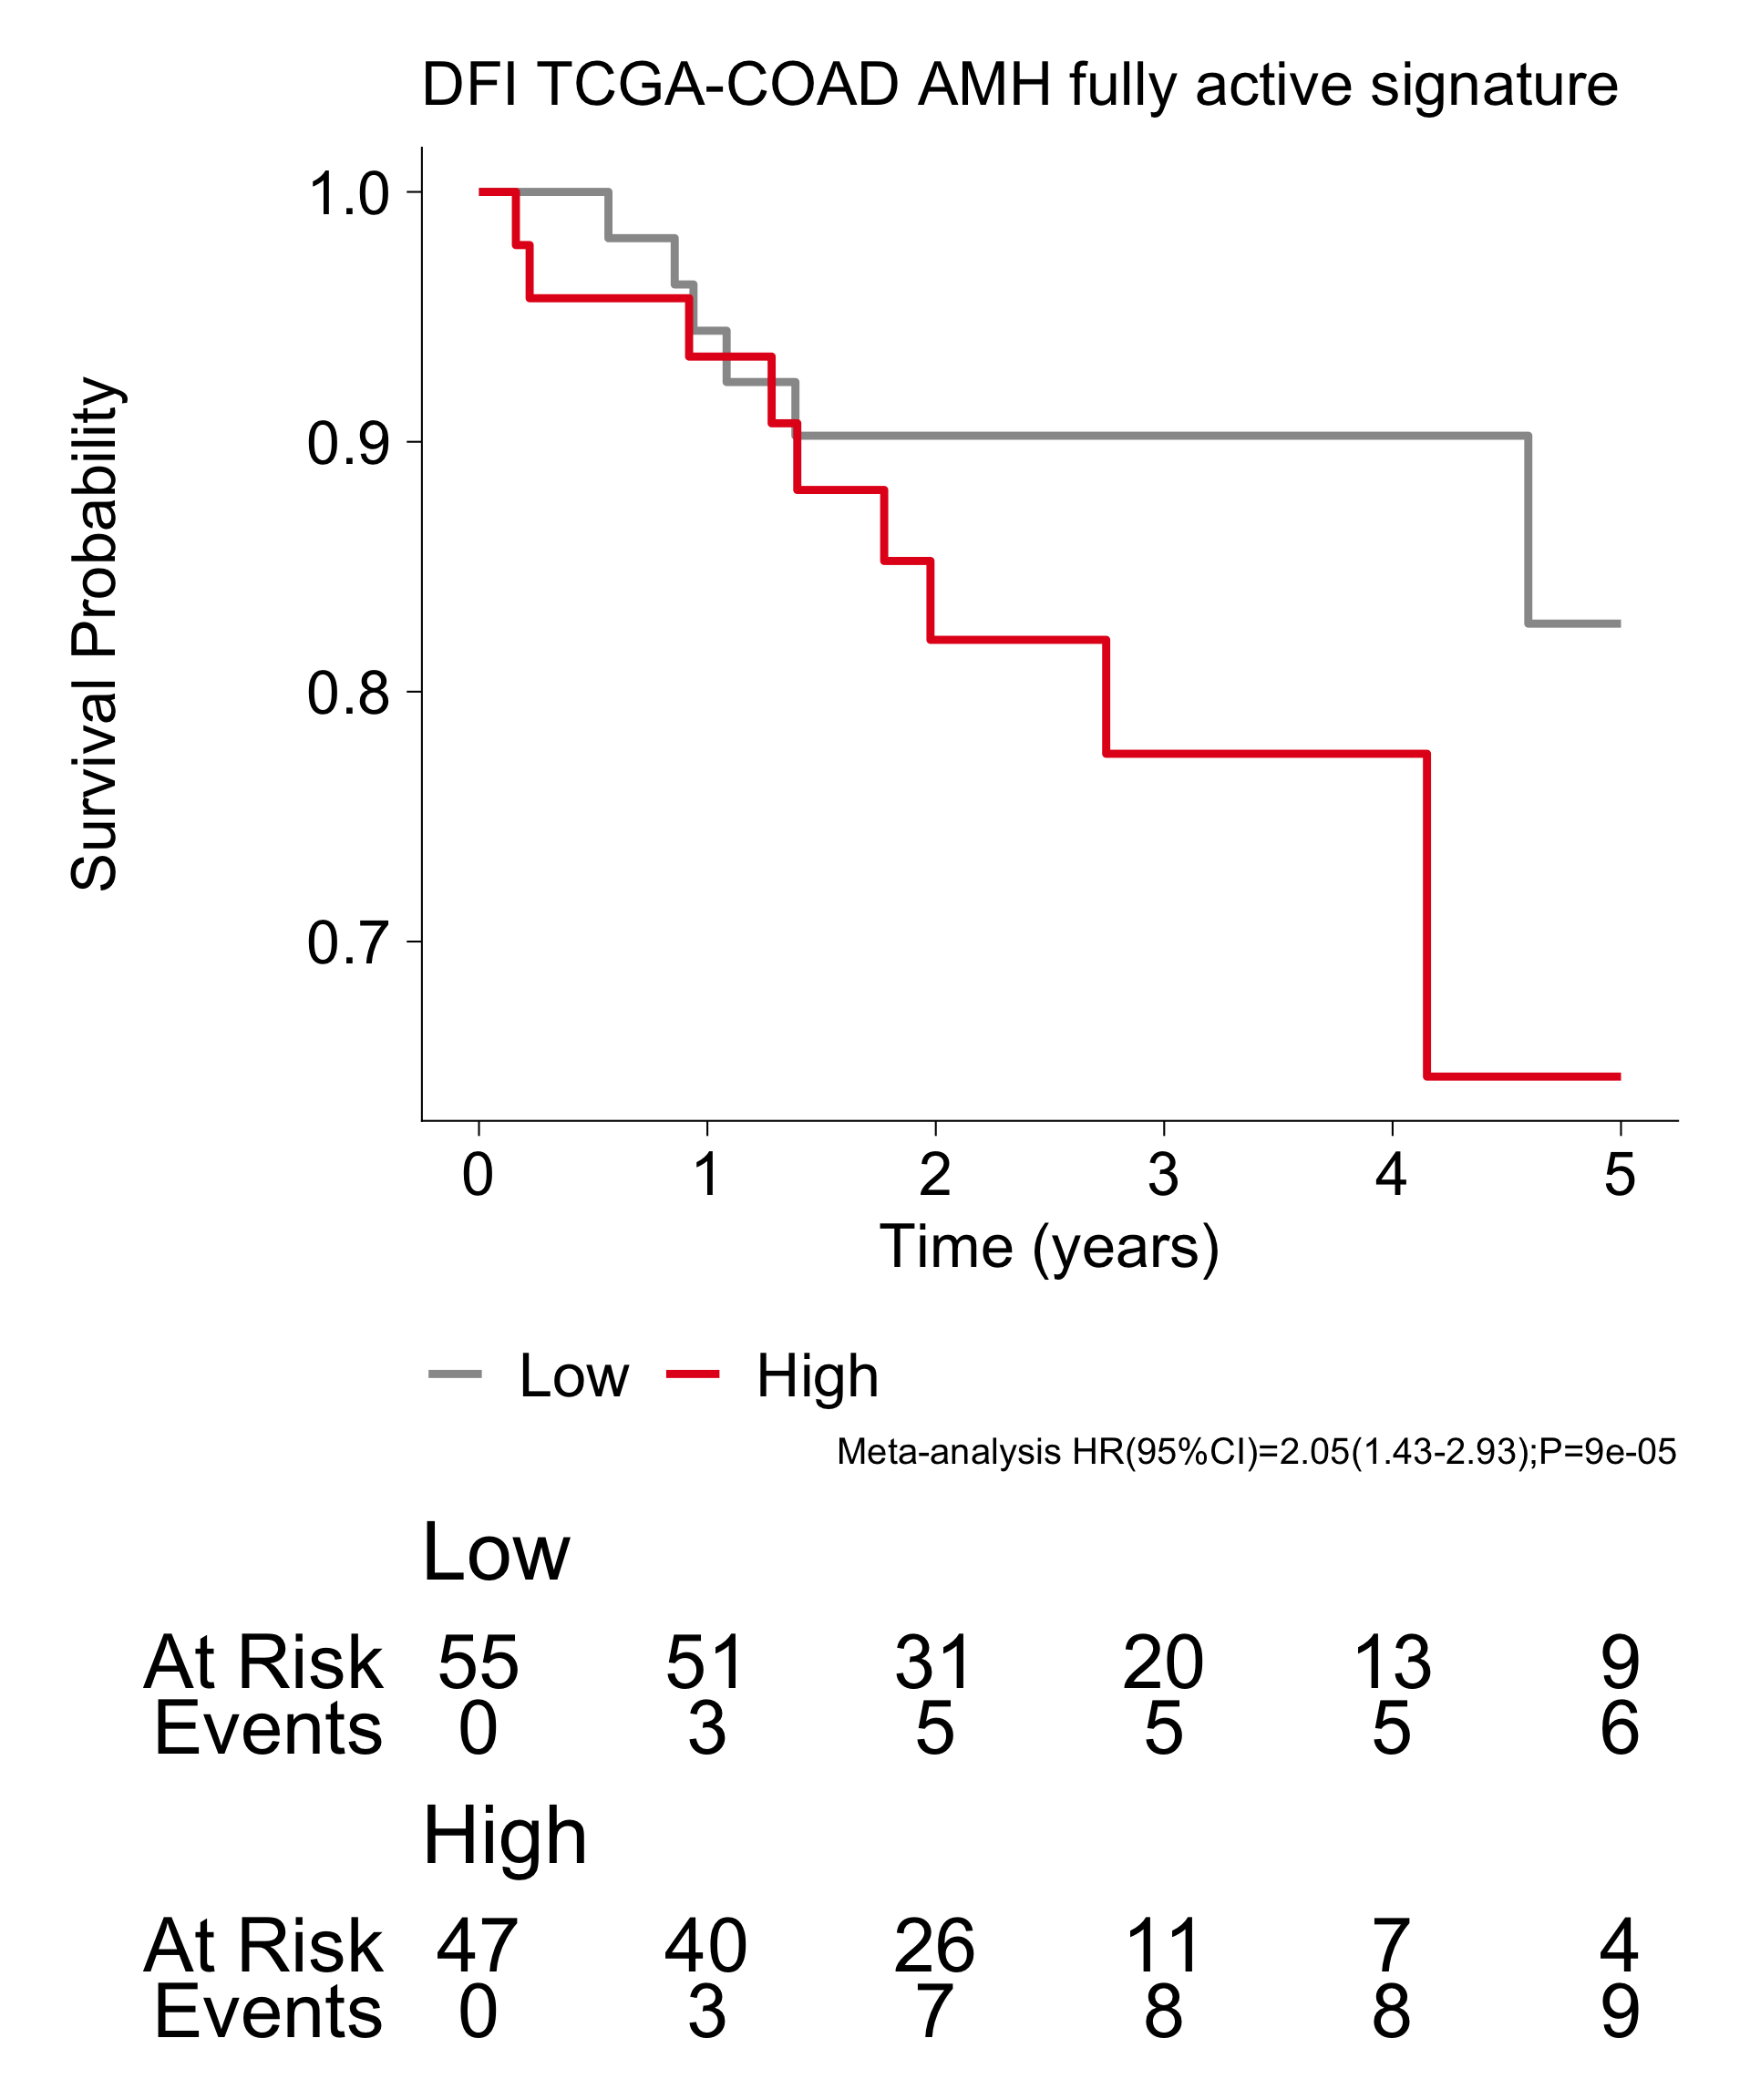 DFI TCGA-COAD AMH fully active signature
Survival Probability
1.0
0.9
0.8
0.7
0 1 2 3 4 5
Time (years)
Low High
Meta-analysis HR(95%CI)=2.05(1.43-2.93);P=9e-05
Low
At Risk 55 51 31 20 13 9
Events 0 3 5 5 5 6
High
At Risk 47 40 26 11 7 4
Events 0 3 7 8 8 9